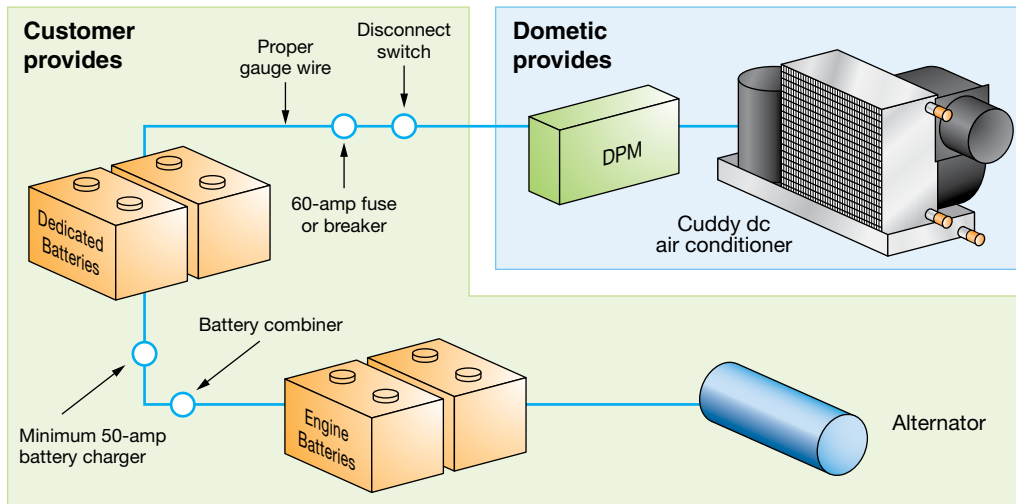 Customer
provides
Proper
gauge wire
Disconnect
switch
Dometic
provides
DPM
60-amp fuse
or breaker
Cuddy dc
air conditioner
Dedicated
Batteries
Battery combiner
Minimum 50-amp
battery charger
Engine
Batteries
Alternator